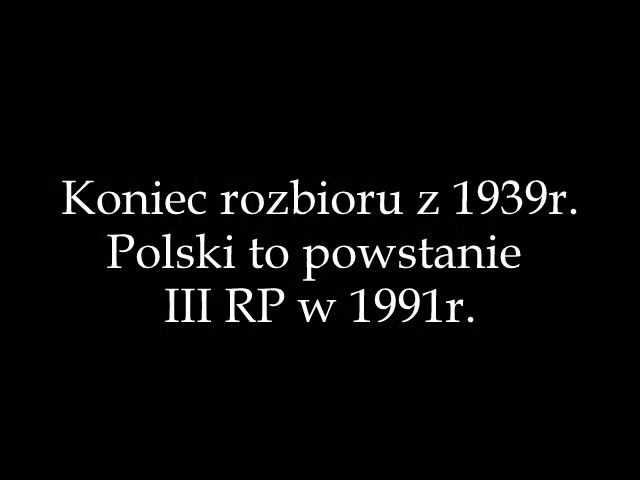 Koniec rozbioru z 1939r.
Polski to powstanie
III RP w 1991r.